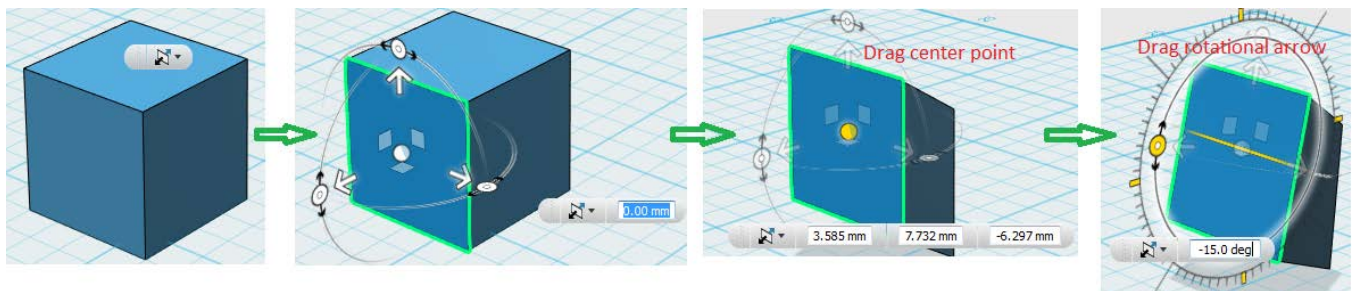 0.00 mm
Drag center point
3.585 mm 7.732 mm -6.297 mm
Drag rotational arrow
-15.0 deg